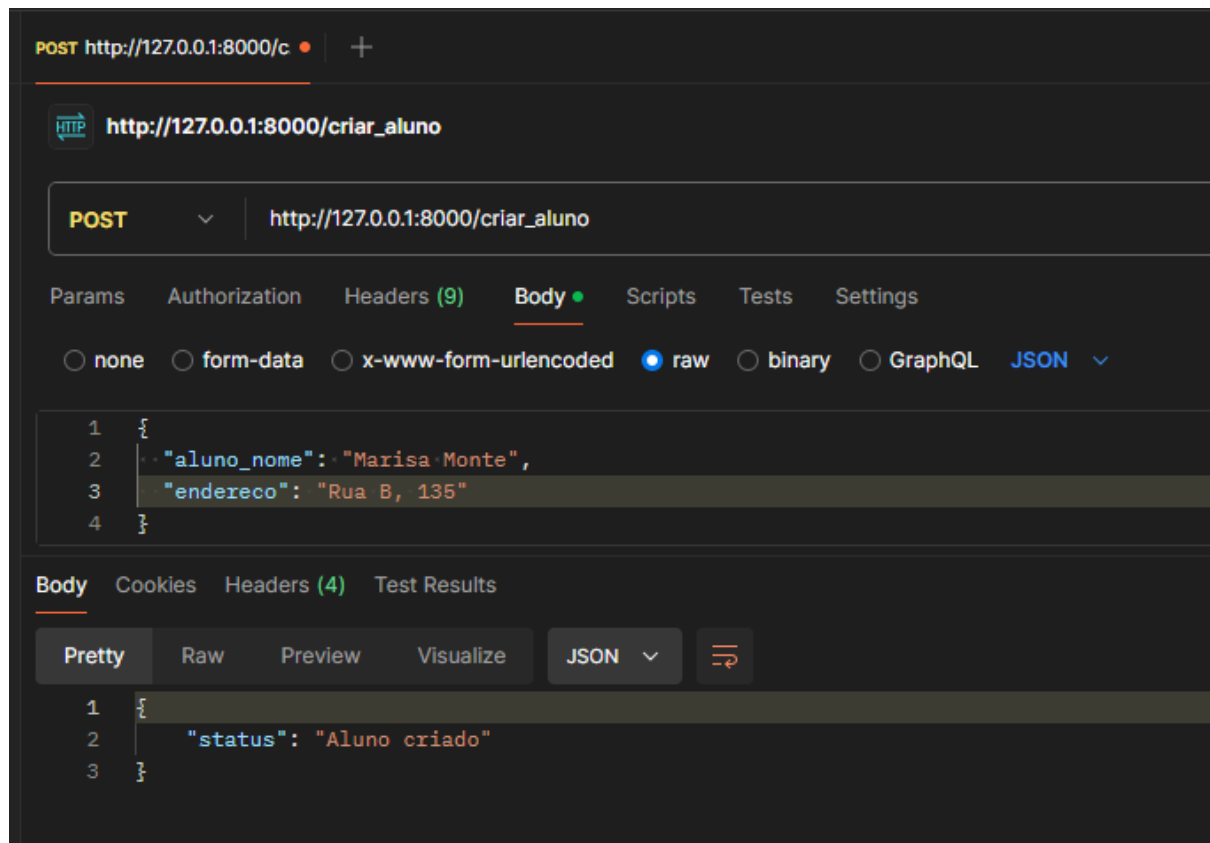 POST http://127.0.0.1:8000/c
HTTP http://127.0.0.1:8000/criar_aluno
POST http://127.0.0.1:8000/criar_aluno
Params Authorization Headers (9) Body Scripts Tests Settings
none form-data x-www-form-urlencoded raw binary GraphQL JSON
1 {
2 "aluno_nome": "Marisa Monte",
3 "endereco": "Rua B, 135"
4 }
Body Cookies Headers (4) Test Results
Pretty Raw Preview Visualize JSON
1 {
2 "status": "Aluno criado"
3 }